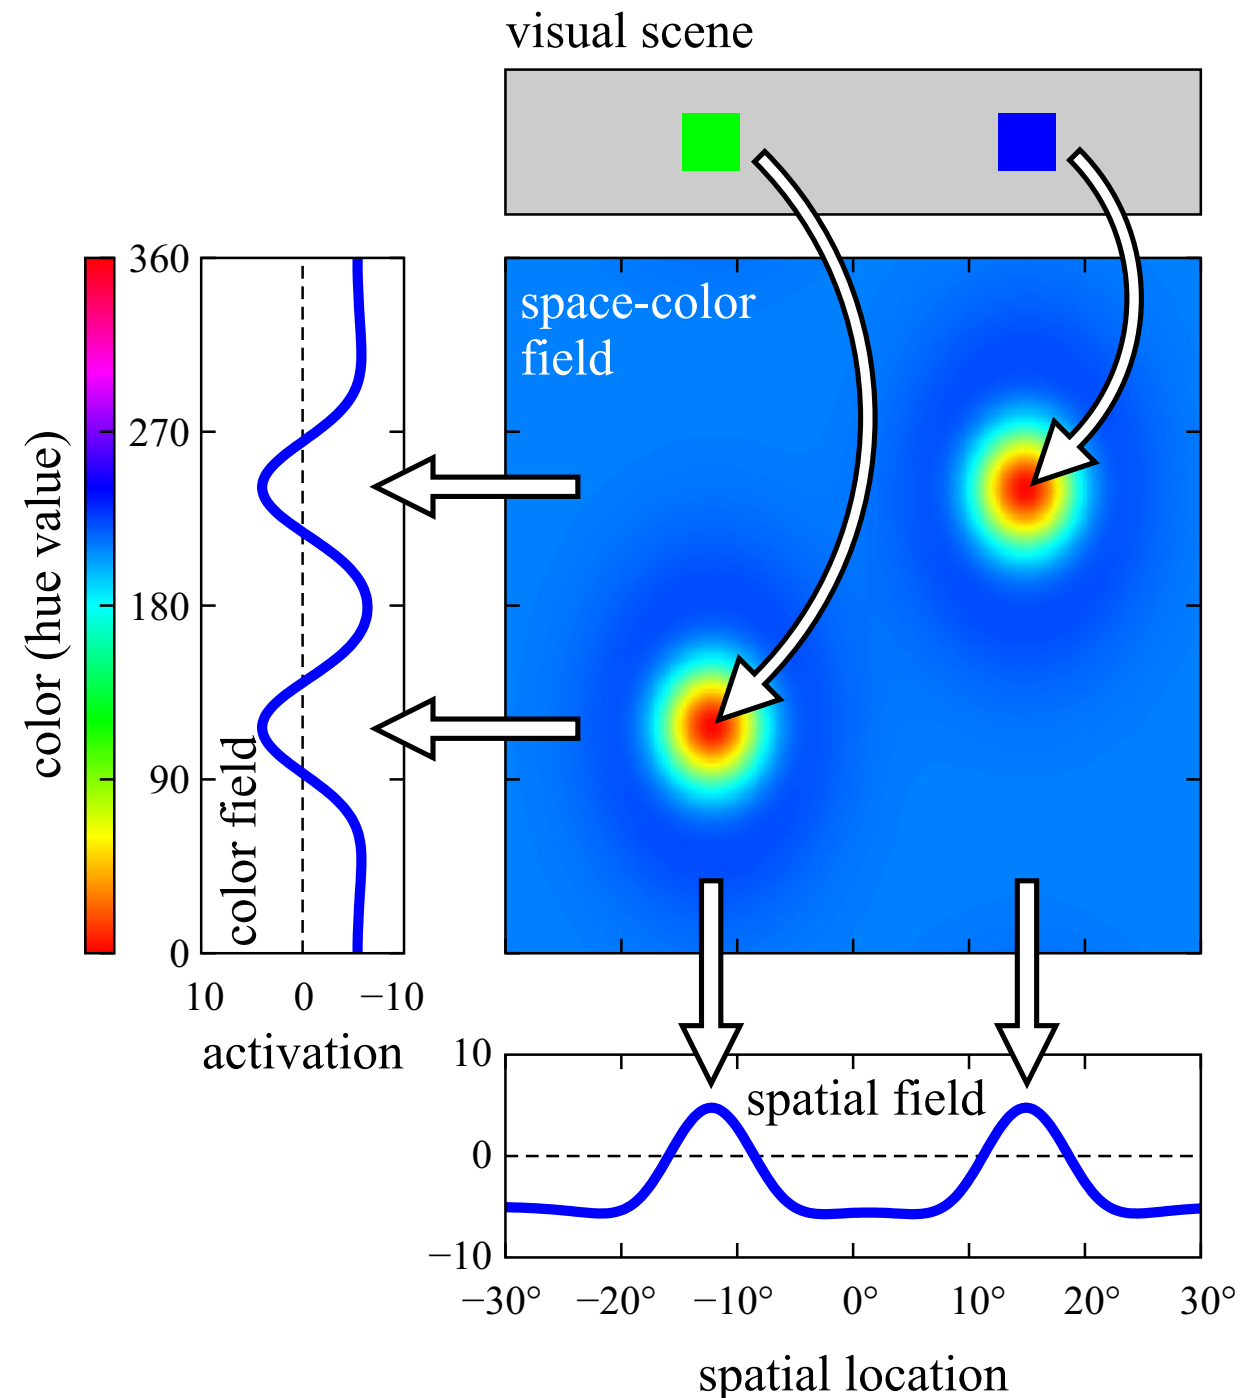 visual scene
space-color
field
color (hue value)
360
270
180
90
0
color field
10 0 −10
activation
spatial field
10
0
−10
−30° −20° −10° 0° 10° 20° 30°
spatial location